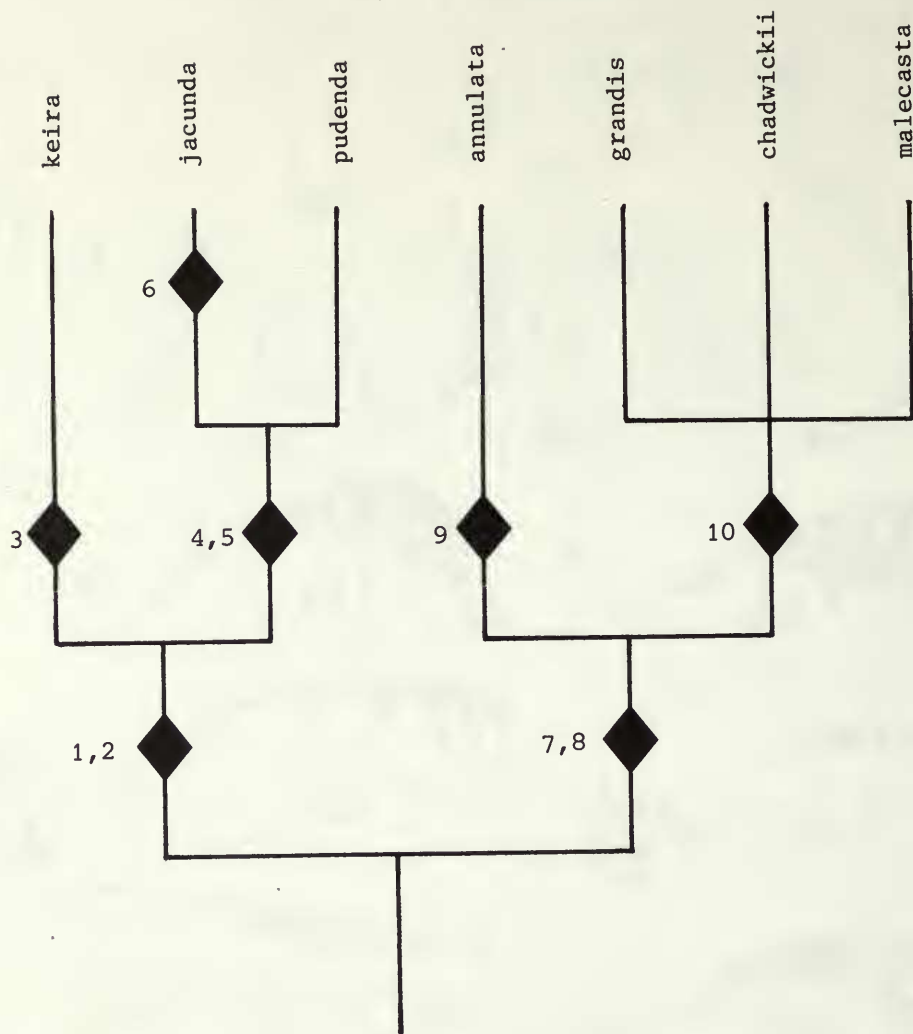 keira
jacunda
pudenda
annulata
grandis
chadwickii
malecasta
6
3
4,5
9
10
1,2
7,8